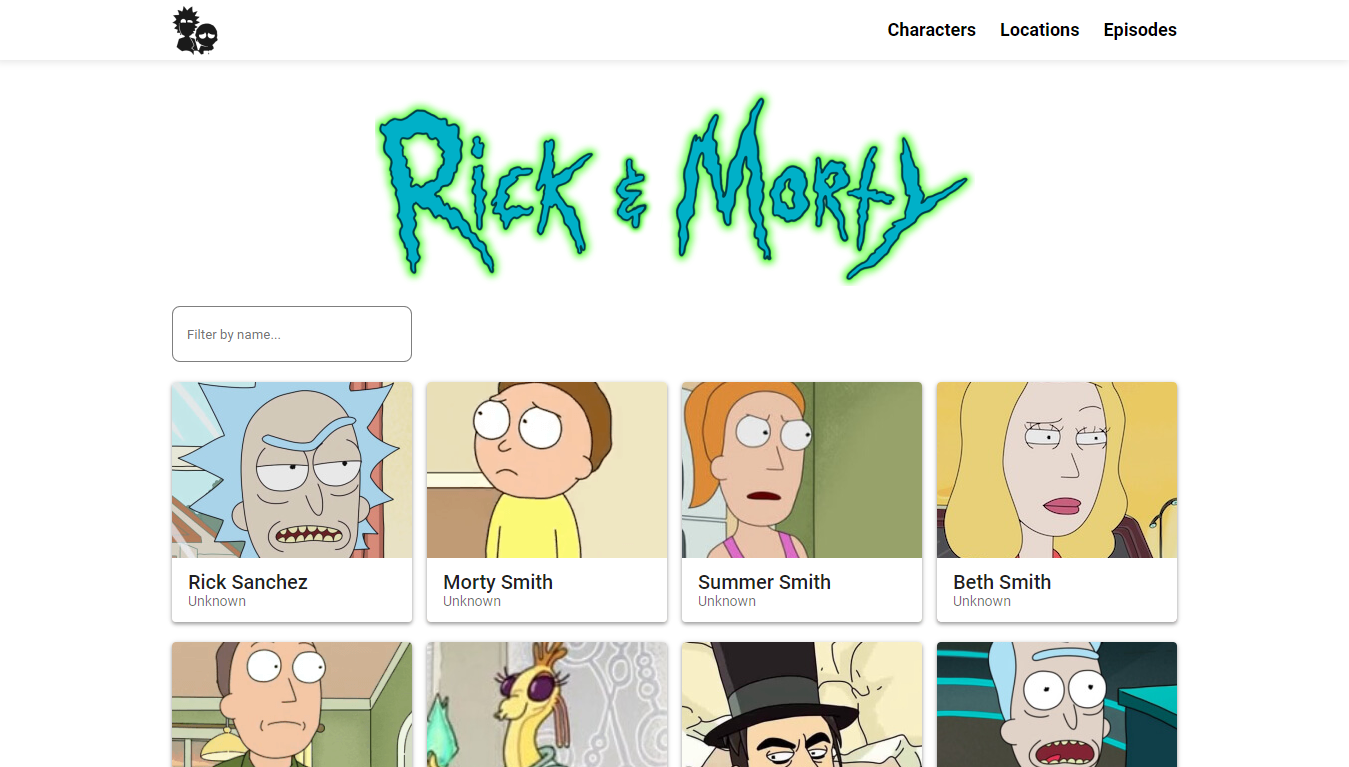 Characters Locations Episodes
Rick & Morty
Filter by name...
Rick Sanchez
Unknown
Morty Smith
Unknown
Summer Smith
Unknown
Beth Smith
Unknown